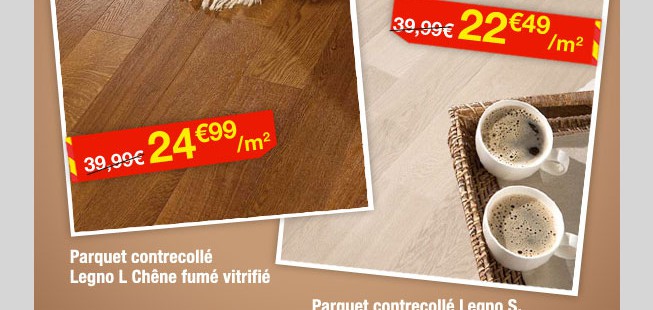 39,99€ 22€49/m²
39,99€ 24€99/m²
Parquet contrecollé
Legno L Chêne fumé vitrifié
Parquet contrecollé Legno S.